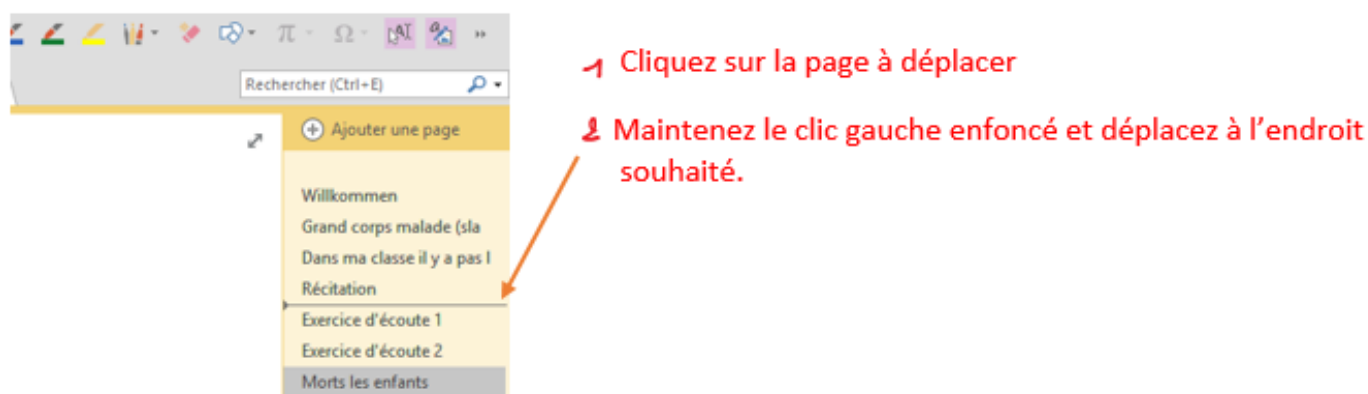 π Ω
Rechercher (Ctrl+E)
Ajouter une page
Willkommen
Grand corps malade (sla
Dans ma classe il y a pas l
Récitation
Exercice d'écoute 1
Exercice d'écoute 2
Morts les enfants
1 Cliquez sur la page à déplacer
2 Maintenez le clic gauche enfoncé et déplacez à l'endroit
souhaité.